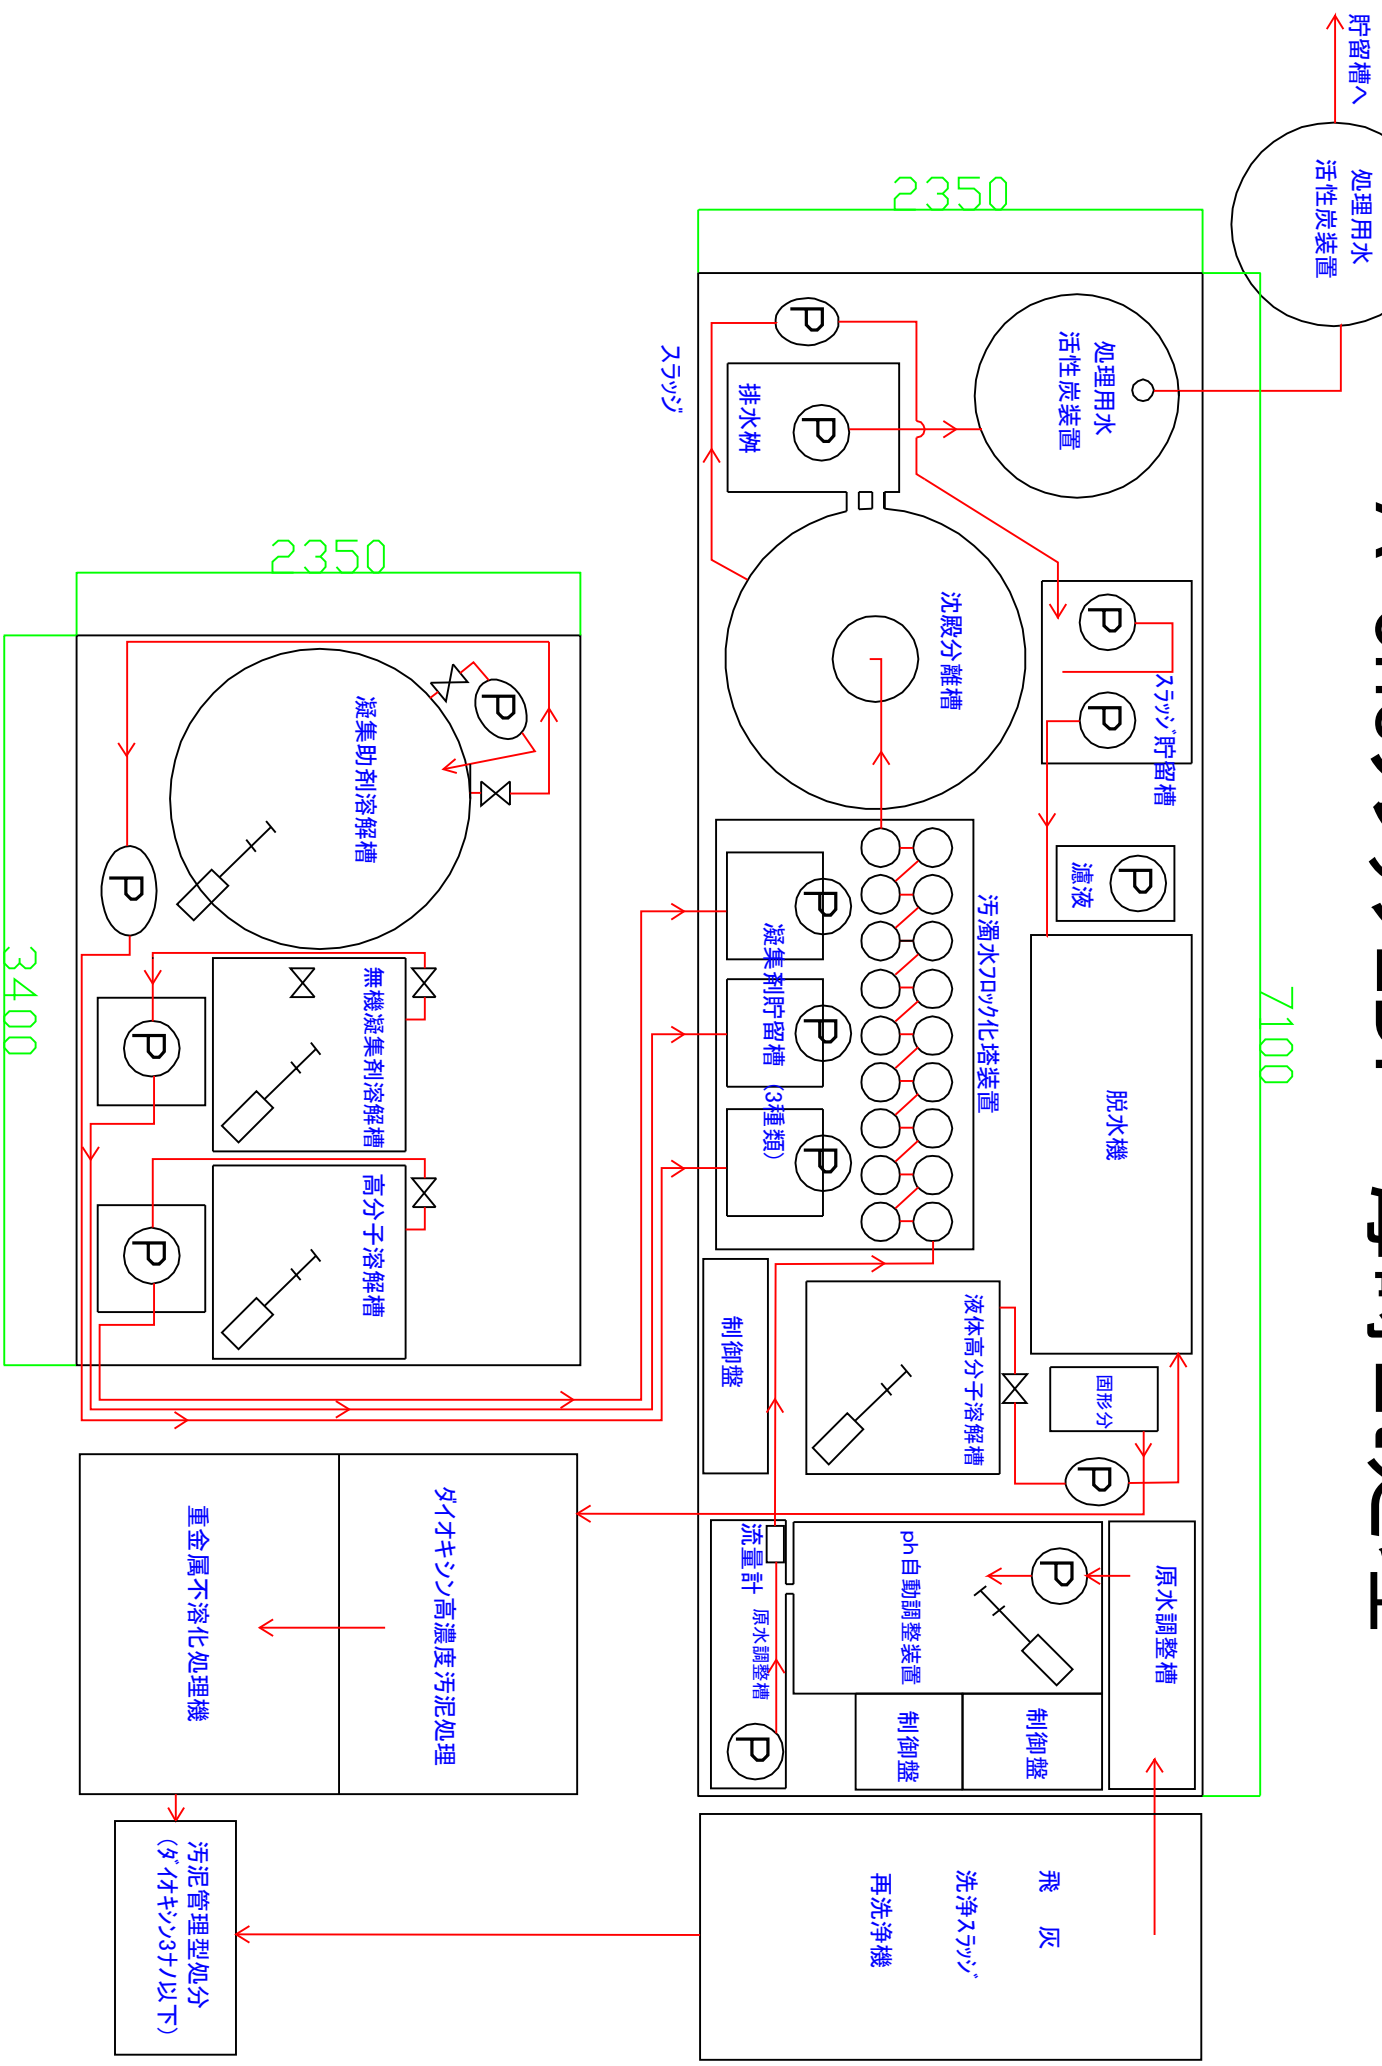 貯留槽へ
処理用水
活性炭装置
2350
処理用水
活性炭装置
P
スラッジ
排水桝
P
沈殿分離槽
P
P
スラッジ貯留槽
濾液
P
7100
脱水機
汚濁水フロック化塔装置
P
P
P
凝集剤貯留槽 (3種類)
制御盤
液体高分子溶解槽
固形分
P
流量計
原水調整槽
P
ph自動調整装置
P
原水調整槽
制御盤
制御盤
飛 灰
洗浄スラッジ
再洗浄機
2350
3400
凝集助剤溶解槽
P
P
無機凝集剤溶解槽
P
高分子溶解槽
P
ダイオキシン高濃度汚泥処理
重金属不溶化処理機
汚泥管理型処分
(ダイオキシン3ナノ以下)